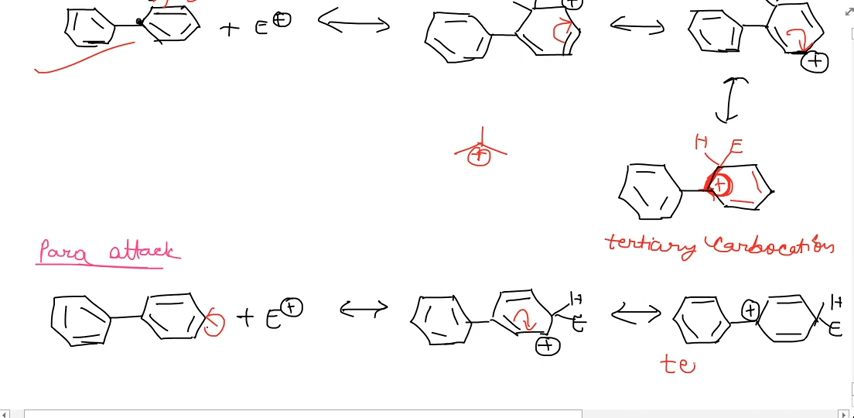 + E⊕
⊕
⊕
⊕
H E
⊕
tertiary Carbocation
Para attack
+ E⊕
H
E
⊕
⊕
H
E
te